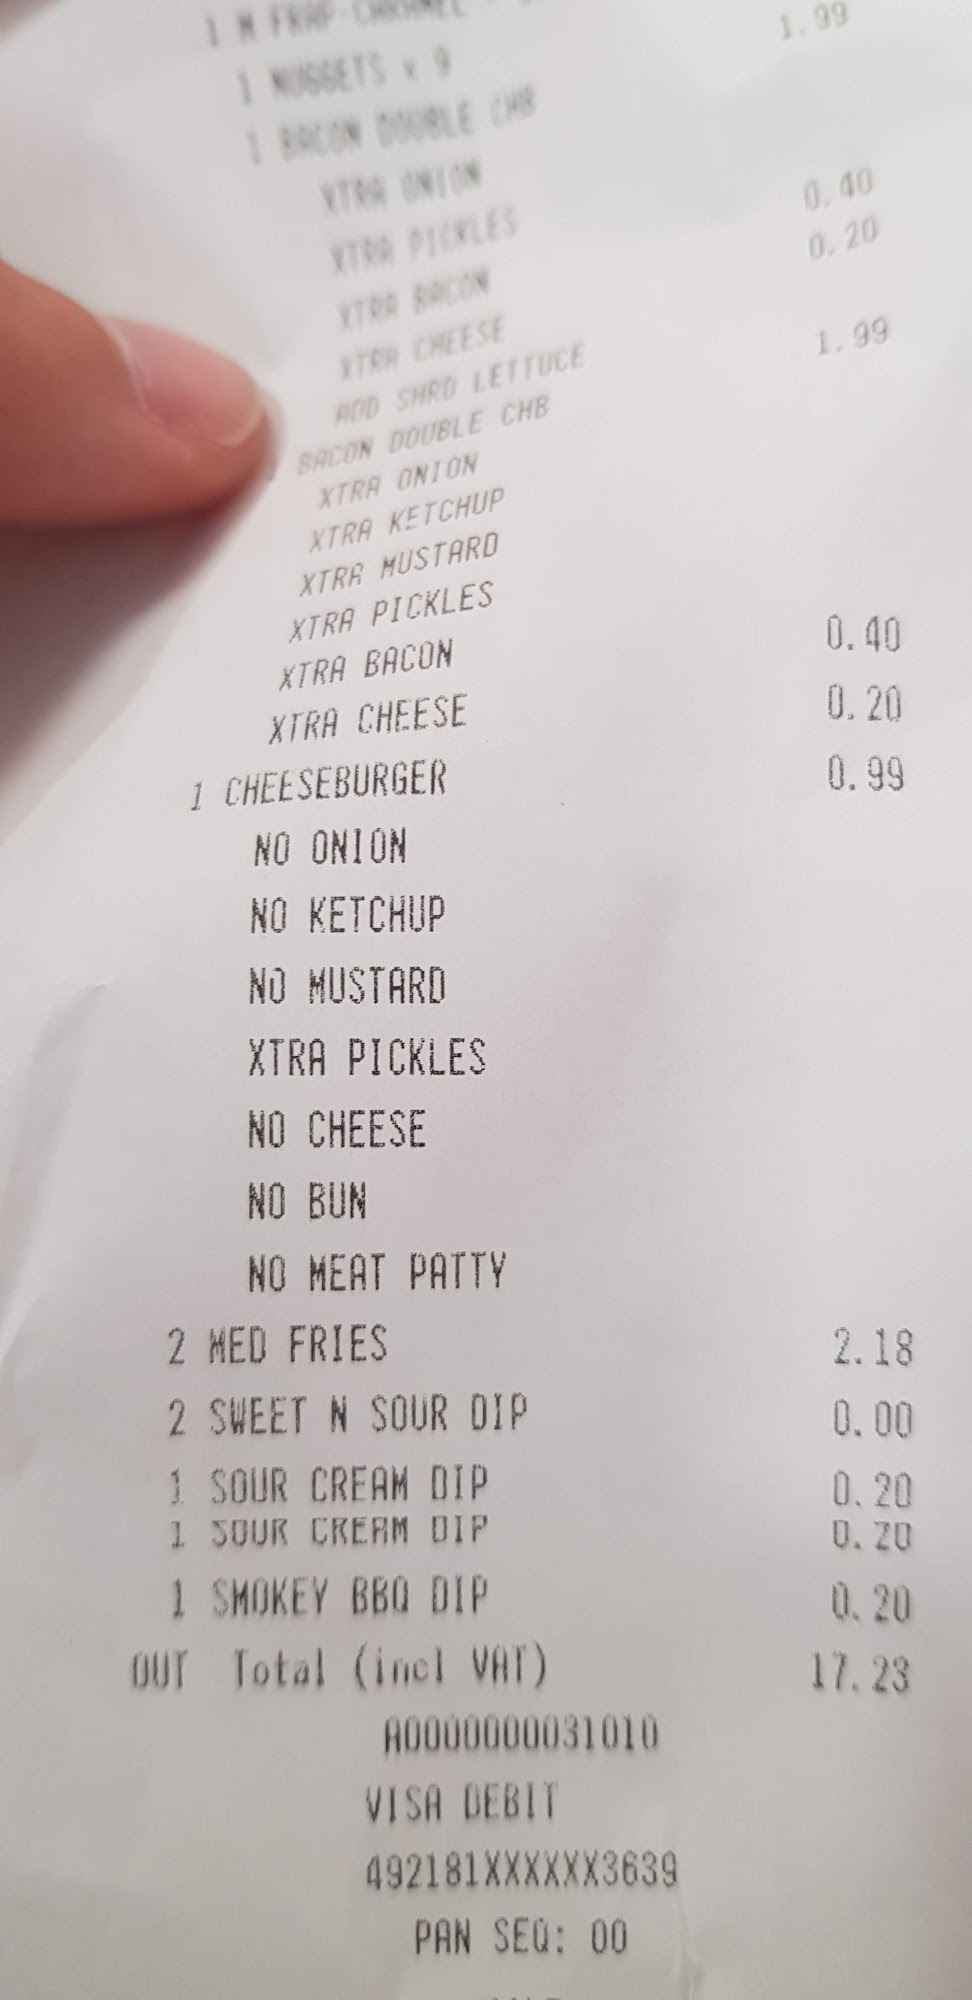 1 M FRAP-CARAMEL
1 NUGGETS x 9
1 BACON DOUBLE CHB 1.99
XTRA ONION
XTRA PICKLES
XTRA BACON 0.40
XTRA CHEESE 0.20
ADD SHRD LETTUCE
BACON DOUBLE CHB 1.99
XTRA ONION
XTRA KETCHUP
XTRA MUSTARD
XTRA PICKLES
XTRA BACON 0.40
XTRA CHEESE 0.20
1 CHEESEBURGER 0.99
NO ONION
NO KETCHUP
NO MUSTARD
XTRA PICKLES
NO CHEESE
NO BUN
NO MEAT PATTY
2 MED FRIES 2.18
2 SWEET N SOUR DIP 0.00
1 SOUR CREAM DIP 0.20
1 SOUR CREAM DIP 0.20
1 SMOKEY BBQ DIP 0.20
OUT Total (incl VAT) 17.23
A0000000031010
VISA DEBIT
492181XXXXXX3639
PAN SEQ: 00